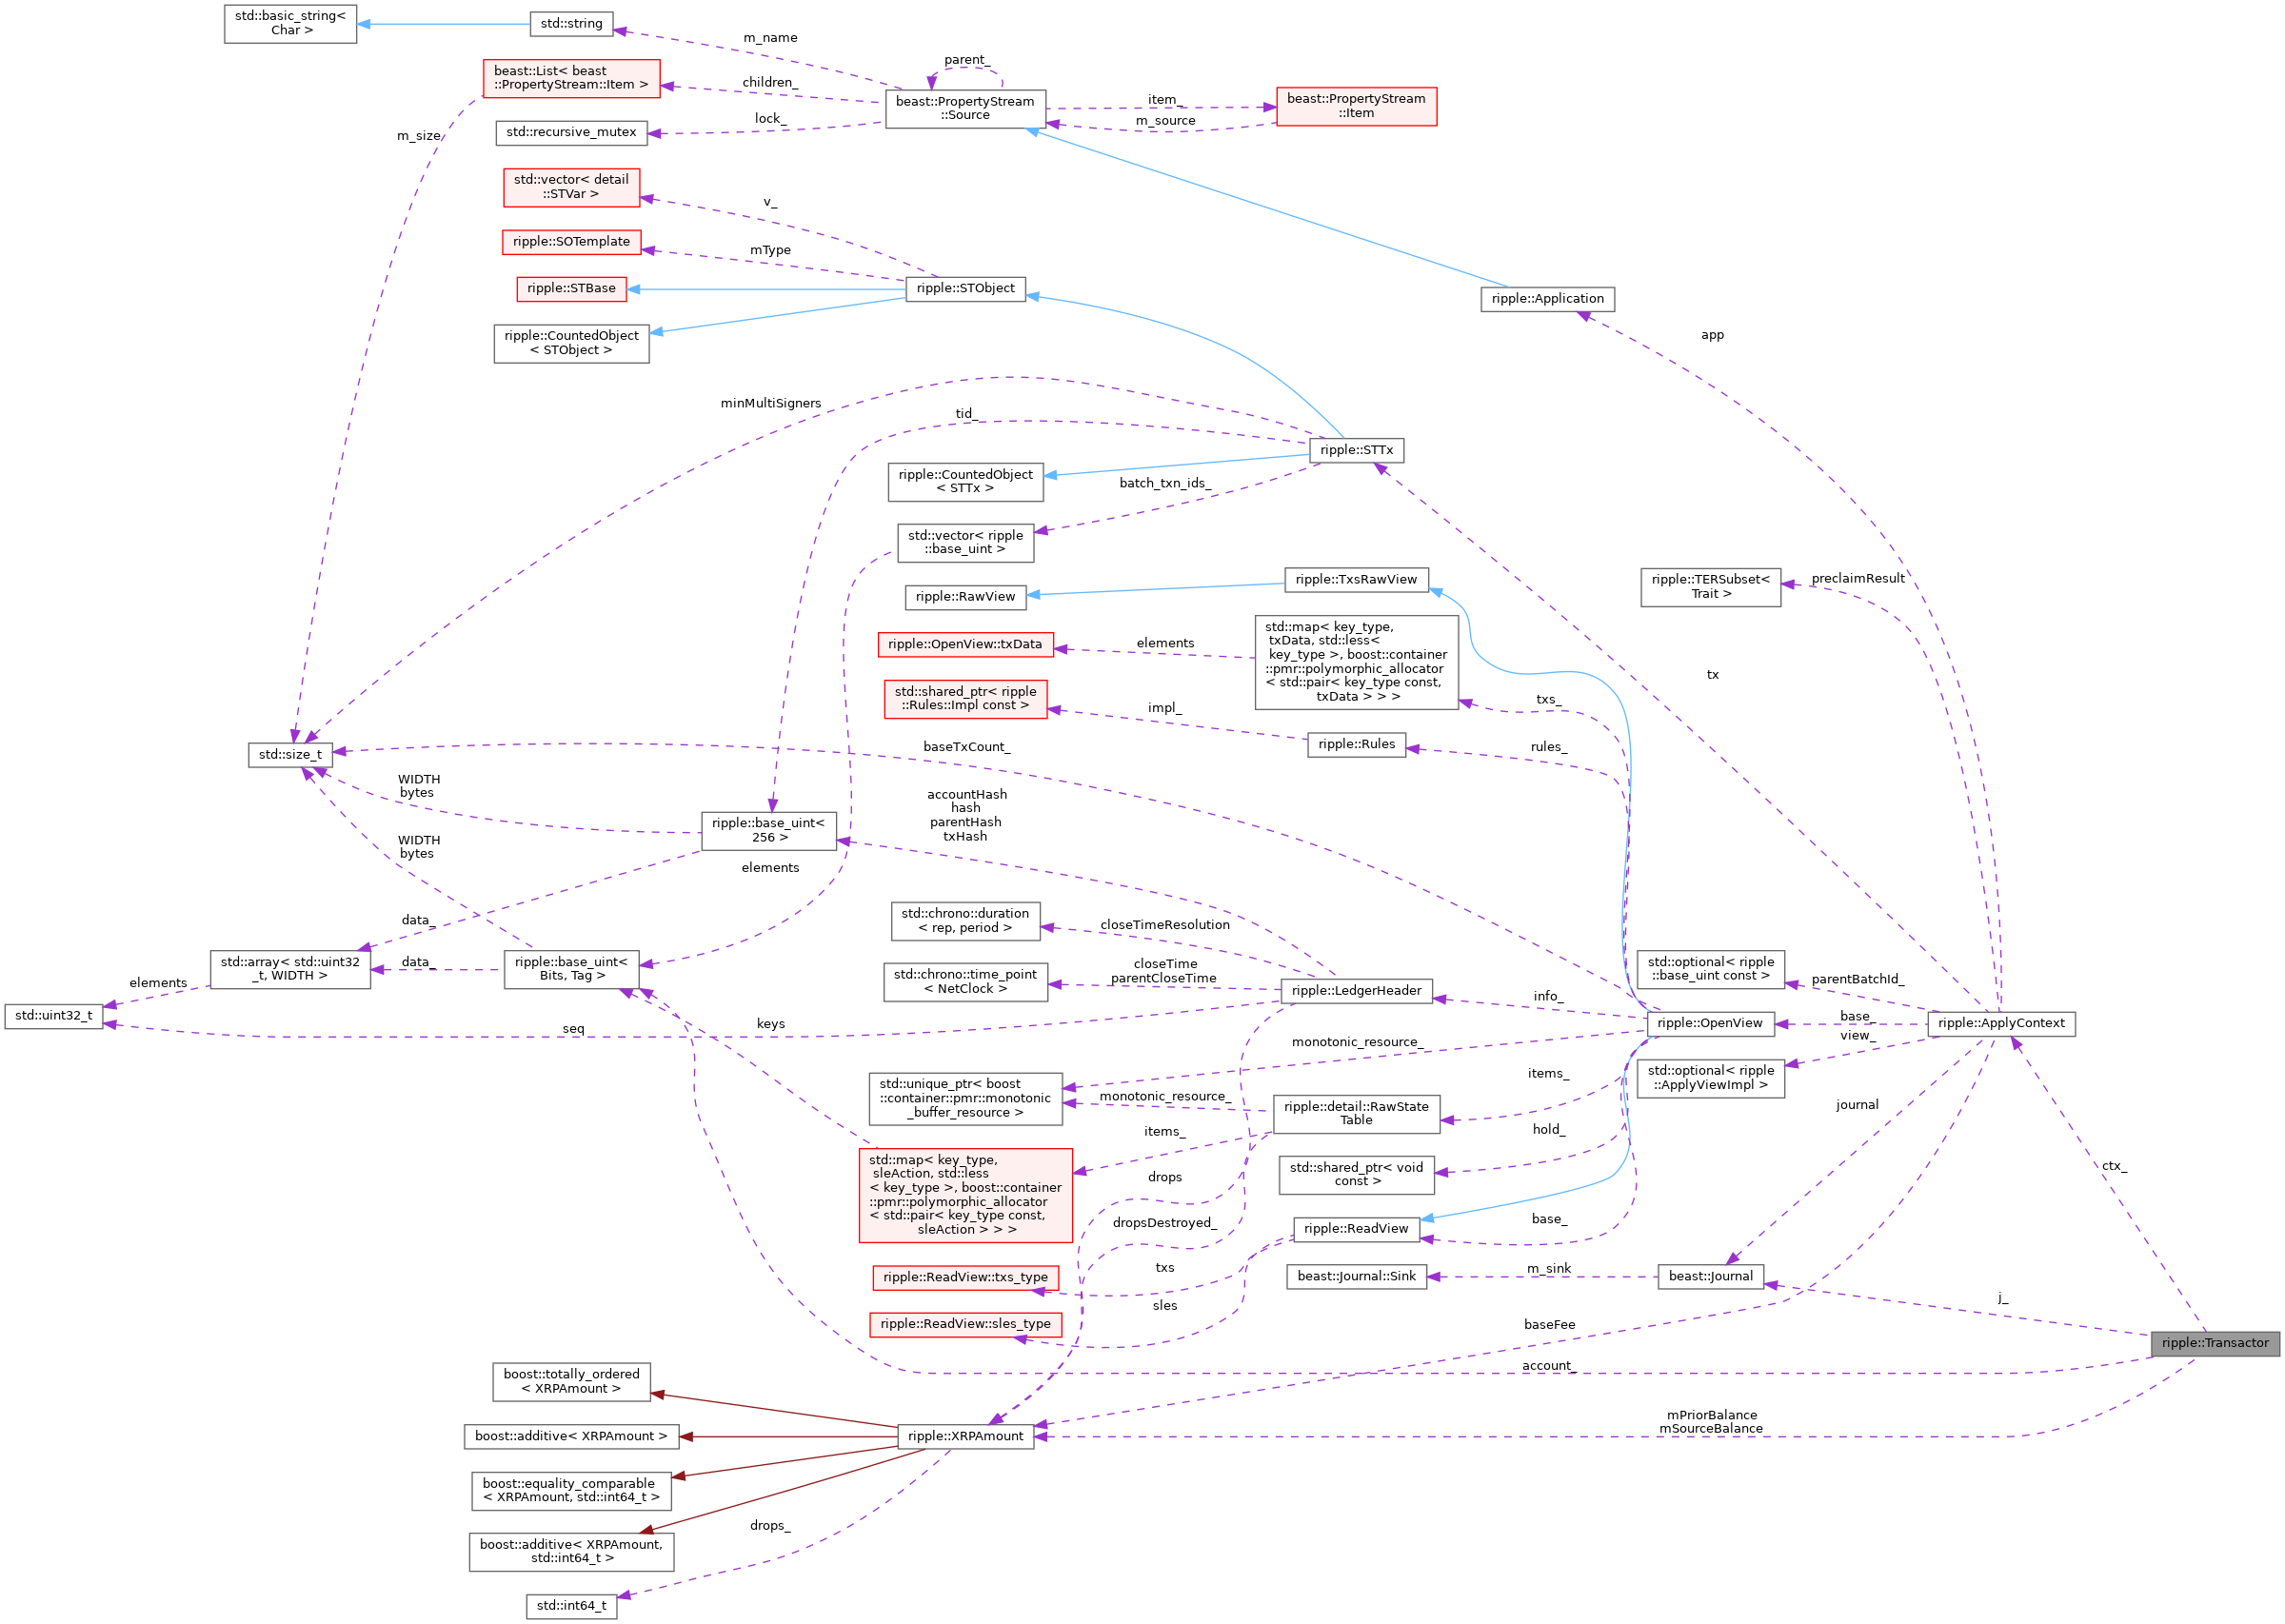 std::basic_string<
Char >
std::string
m_name
parent_
beast::List< beast
::PropertyStream::Item >
children_
beast::PropertyStream
::Source
item_
m_source
beast::PropertyStream
::Item
lock_
std::recursive_mutex
m_size
std::vector< detail
::STVar >
v_
ripple::SOTemplate
mType
ripple::STBase
ripple::STObject
ripple::Application
ripple::CountedObject
< STObject >
app
minMultiSigners
tid_
ripple::STTx
ripple::CountedObject
< STTx >
batch_txn_ids_
std::vector< ripple
::base_uint >
ripple::TxsRawView
ripple::RawView
ripple::TERSubset<
Trait >
preclaimResult
std::map< key_type,
txData, std::less<
key_type >, boost::container
::pmr::polymorphic_allocator
< std::pair< key_type const,
txData > > >
elements
ripple::OpenView::txData
tx
std::shared_ptr< ripple
::Rules::Impl const >
impl_
txs_
ripple::Rules
rules_
std::size_t
baseTxCount_
WIDTH
bytes
accountHash
hash
parentHash
txHash
ripple::base_uint<
256 >
WIDTH
bytes
elements
std::chrono::duration
< rep, period >
closeTimeResolution
data_
std::array< std::uint32
_t, WIDTH >
data_
ripple::base_uint<
Bits, Tag >
std::chrono::time_point
< NetClock >
closeTime
parentCloseTime
ripple::LedgerHeader
info_
std::optional< ripple
::base_uint const >
parentBatchId_
elements
std::uint32_t
seq
keys
ripple::OpenView
base_
view_
ripple::ApplyContext
monotonic_resource_
std::optional< ripple
::ApplyViewImpl >
std::unique_ptr< boost
::container::pmr::monotonic
_buffer_resource >
monotonic_resource_
items_
ripple::detail::RawState
Table
journal
items_
hold_
std::map< key_type,
sleAction, std::less
< key_type >, boost::container
::pmr::polymorphic_allocator
< std::pair< key_type const,
sleAction > > >
drops
std::shared_ptr< void
const >
ctx_
dropsDestroyed_
base_
ripple::ReadView
txs
ripple::ReadView::txs_type
beast::Journal::Sink
m_sink
beast::Journal
j_
sles
ripple::ReadView::sles_type
baseFee
ripple::Transactor
account_
boost::totally_ordered
< XRPAmount >
mPriorBalance
mSourceBalance
boost::additive< XRPAmount >
ripple::XRPAmount
boost::equality_comparable
< XRPAmount, std::int64_t >
drops_
boost::additive< XRPAmount,
std::int64_t >
std::int64_t